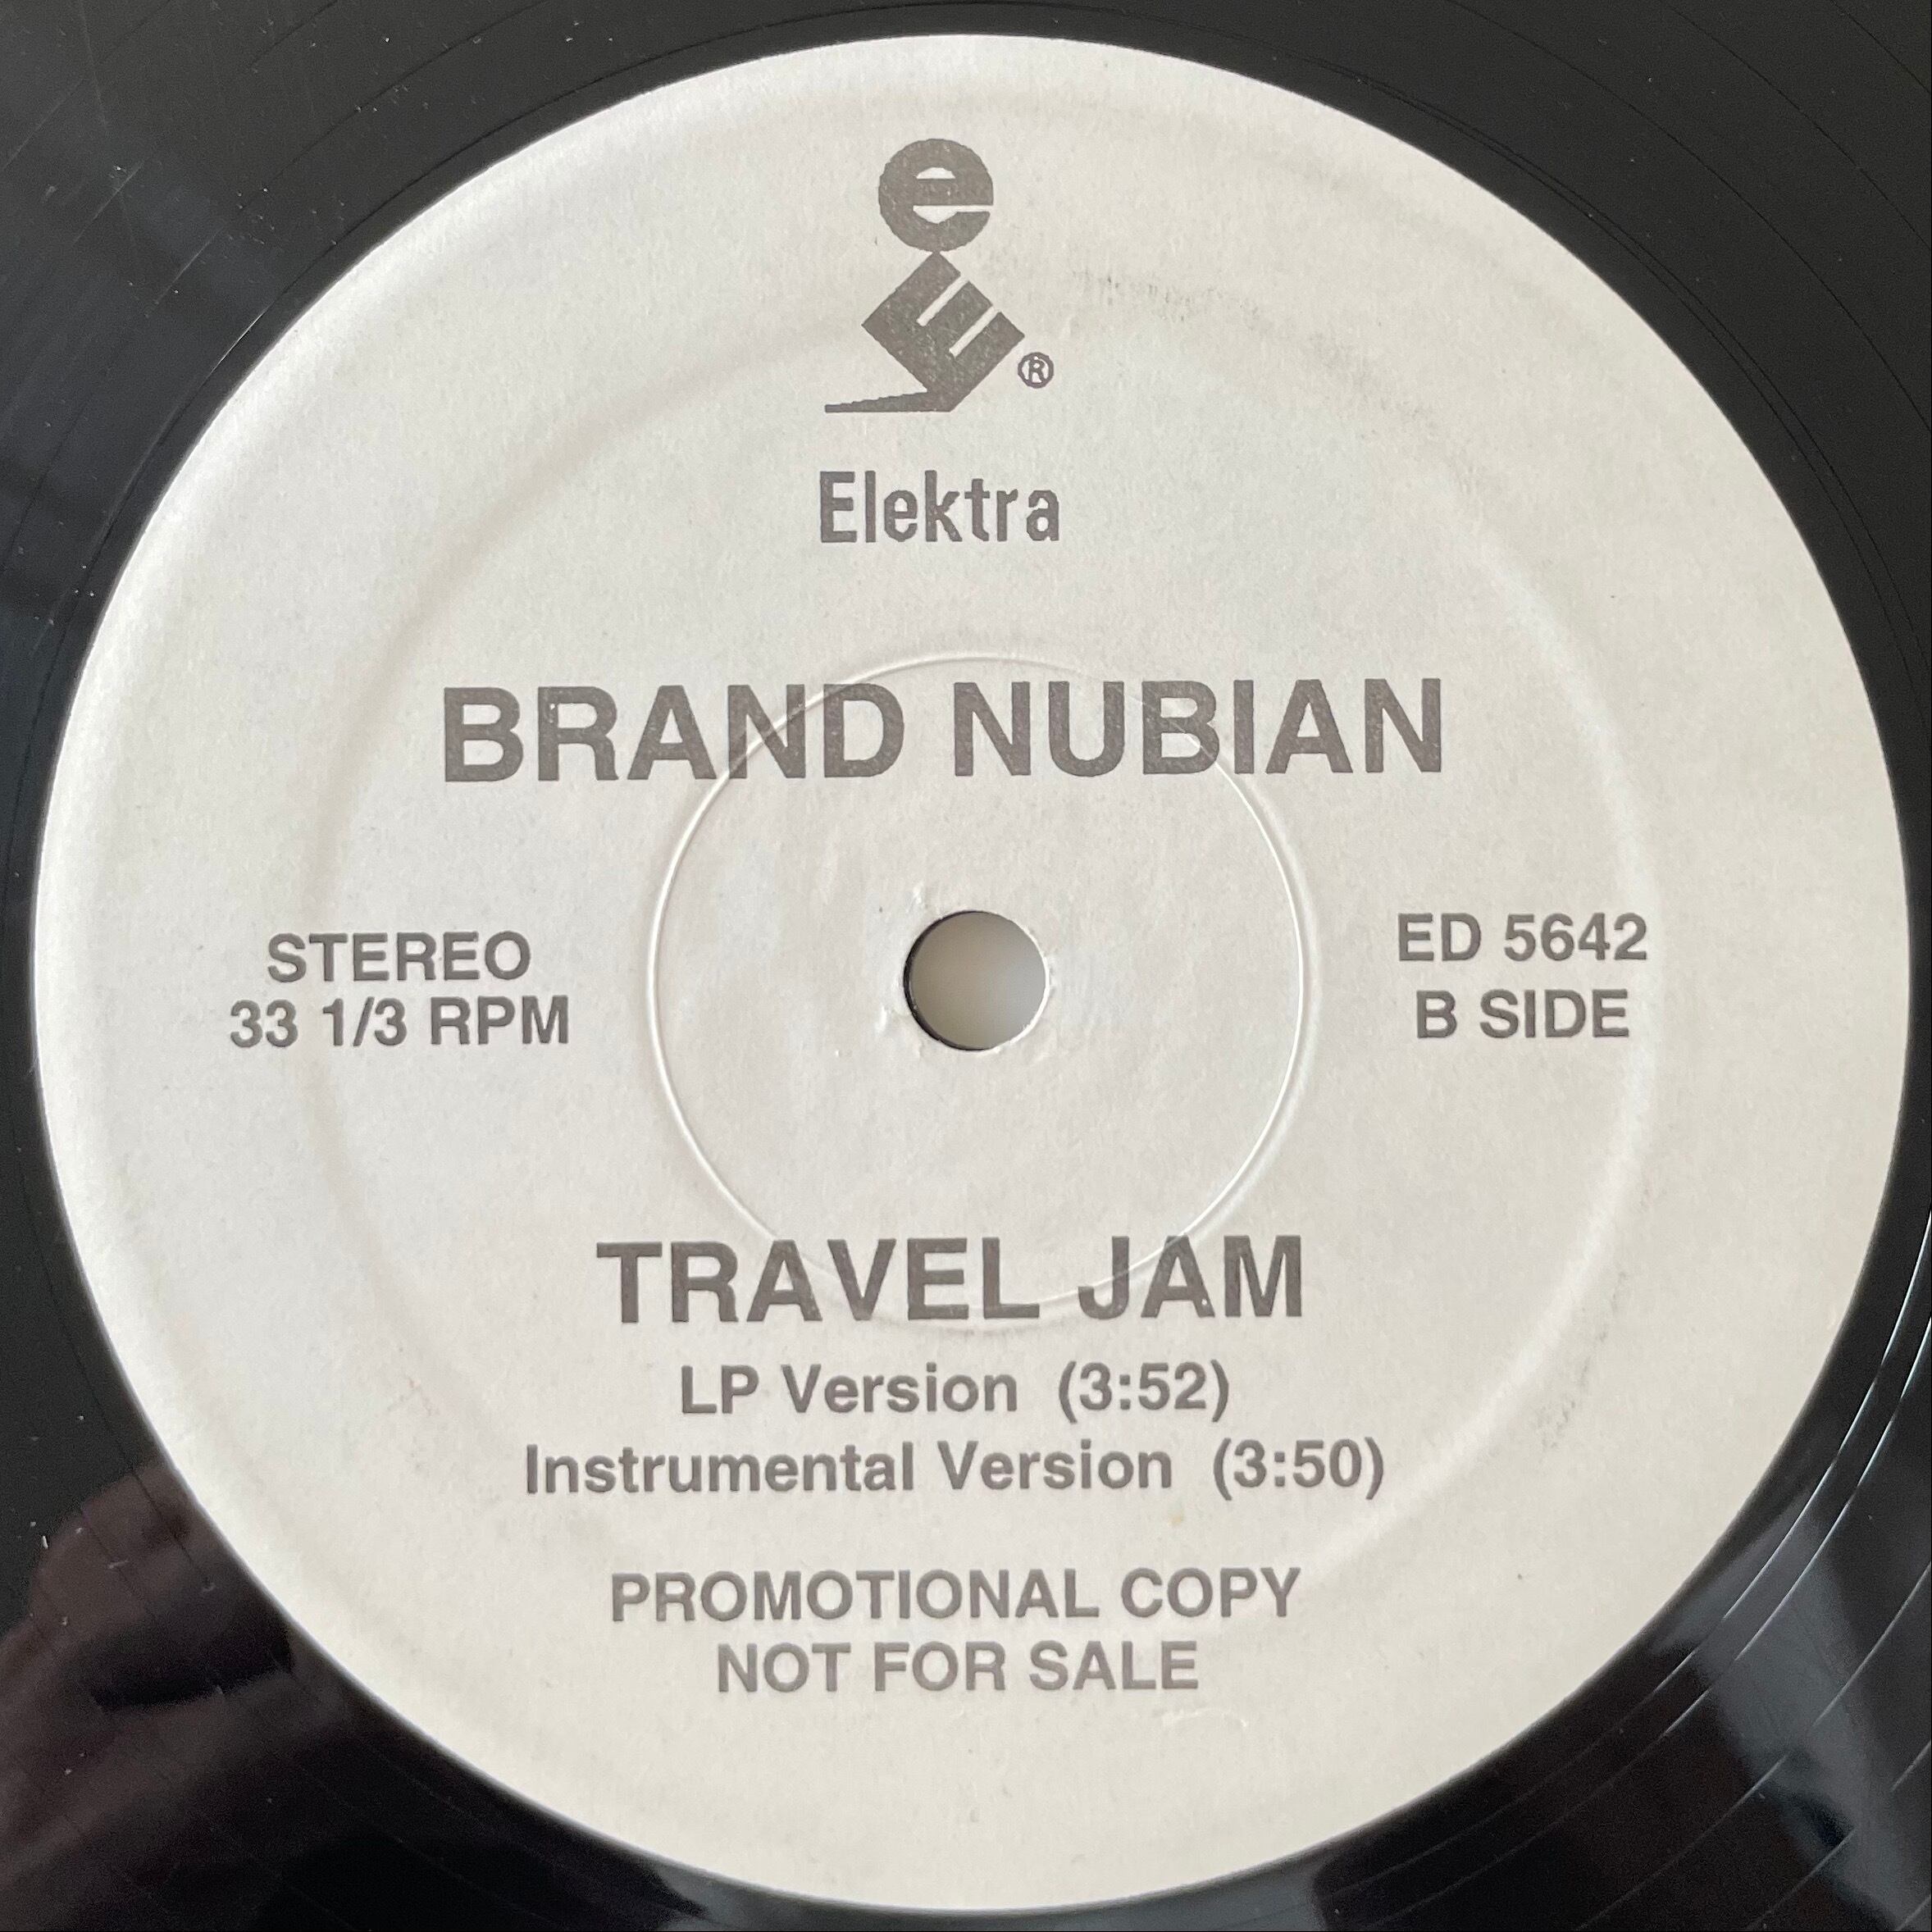 e
E®
Elektra
BRAND NUBIAN
STEREO
33 1/3 RPM
ED 5642
B SIDE
TRAVEL JAM
LP Version (3:52)
Instrumental Version (3:50)
PROMOTIONAL COPY
NOT FOR SALE